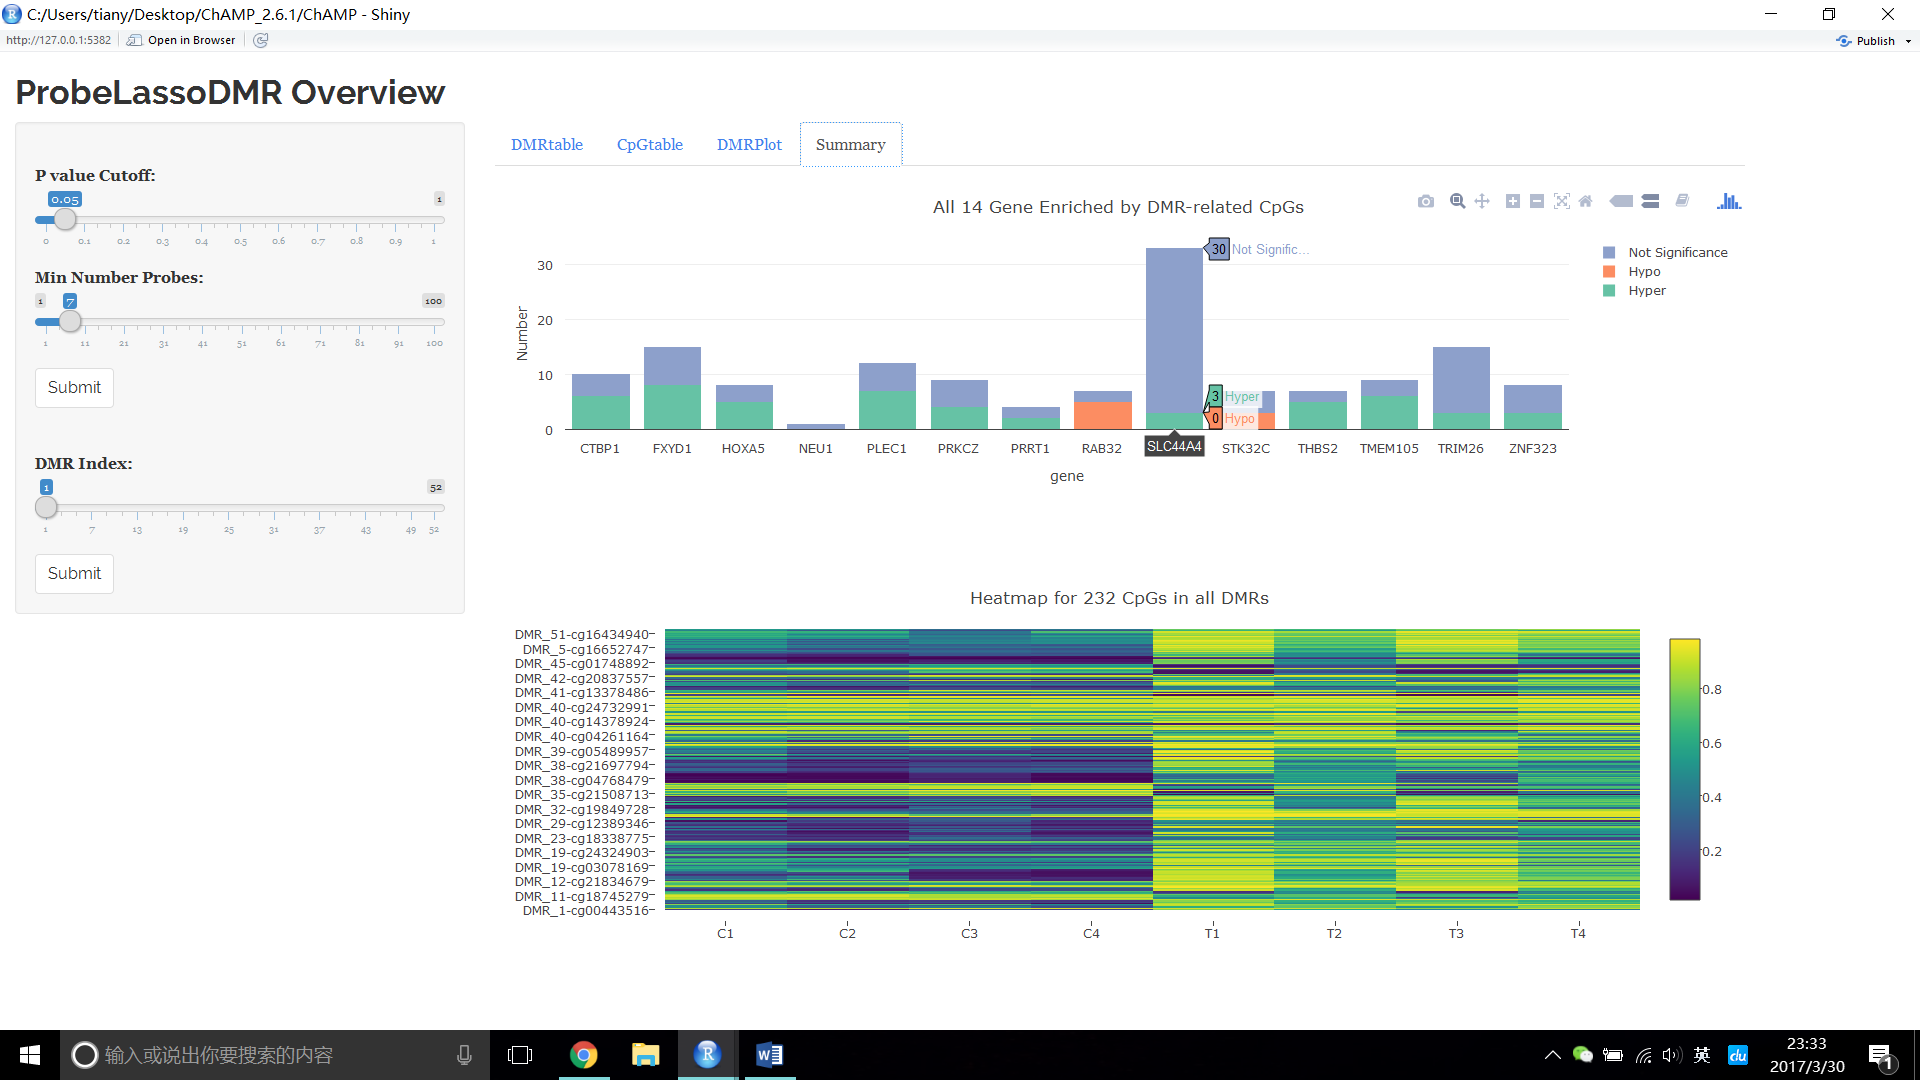 C:/Users/tiany/Desktop/ChAMP_2.6.1/ChAMP - Shiny
http://127.0.0.1:5382 Open in Browser Publish
ProbeLassoDMR Overview
P value Cutoff:
0.05 1
0 0.1 0.2 0.3 0.4 0.5 0.6 0.7 0.8 0.9 1
Min Number Probes:
1 7 100
1 11 21 31 41 51 61 71 81 91 100
Submit
DMR Index:
1 52
1 7 13 19 25 31 37 43 49 52
Submit
DMRtable CpGtable DMRPlot Summary
All 14 Gene Enriched by DMR-related CpGs
Not Significance
Hypo
Hyper
30 Not Signific...
3 Hyper
0 Hypo
Number
30
20
10
0
CTBP1 FXYD1 HOXA5 NEU1 PLEC1 PRKCZ PRRT1 RAB32 SLC44A4 STK32C THBS2 TMEM105 TRIM26 ZNF323
gene
Heatmap for 232 CpGs in all DMRs
DMR_51-cg16434940
DMR_5-cg16652747
DMR_45-cg01748892
DMR_42-cg20837557
DMR_41-cg13378486
DMR_40-cg24732991
DMR_40-cg14378924
DMR_40-cg04261164
DMR_39-cg05489957
DMR_38-cg21697794
DMR_38-cg04768479
DMR_35-cg21508713
DMR_32-cg19849728
DMR_29-cg12389346
DMR_23-cg18338775
DMR_19-cg24324903
DMR_19-cg03078169
DMR_12-cg21834679
DMR_11-cg18745279
DMR_1-cg00443516
C1 C2 C3 C4 T1 T2 T3 T4
0.8
0.6
0.4
0.2
输入或说出你要搜索的内容
英
du
23:33
2017/3/30
1